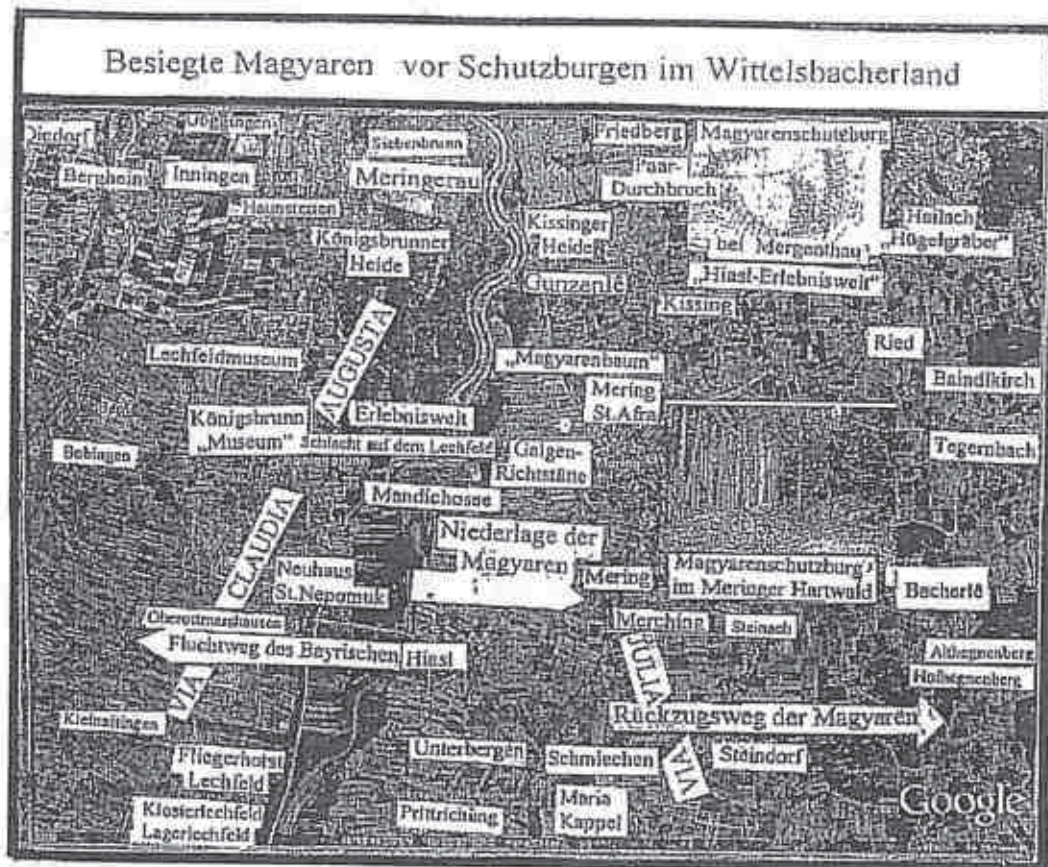 Besiegte Magyaren vor Schutzburgen im Wittelsbacherland
Siebenbrunn
Friedberg
Magyarenschutzburg
Bergheim
Inningen
Meringerau
Paar-
Durchbruch
Haunstetten
Königsbrunner
Heide
Kissinger
Heide
Hailach
„Hügelgräber“
bei Mergenthau
Gunzenlê
„Hiasl-Erlebniswelt“
Kissing
AUGUSTA
Ried
Lechfeldmuseum
„Magyarenbaum“
Baindlkirch
Mering
St.Afra
Königsbrunn
„Museum“
Erlebniswelt
Schlacht auf dem Lechfeld
Bobingen
Galgen-
Richtstäne
Tegernbach
Mandichosee
CLAUDIA
Niederlage der
Magyaren
Neuhaus
St.Nepomuk
Mering
Magyarenschutzburg
im Meringer Hartwald
Bacherlê
Oberottmarshausen
Merching
Steinach
Fluchtweg des Bayrischen Hiasl
JULIA
Althegnenberg
Hofhegnenberg
VIA
Kleinaitingen
Rückzugsweg der Magyaren
Fliegerhorst
Lechfeld
Unterbergen
Schmiechen
VIA
Steindorf
Klosterlechfeld
Lagerlechfeld
Prittriching
Maria
Kappel
Google